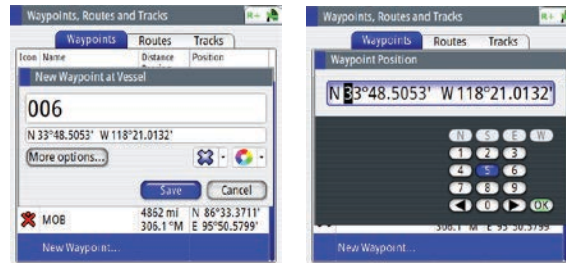 Waypoints, Routes and Tracks
Waypoints Routes Tracks
Icon Name Distance Position
New Waypoint at Vessel
006
N 33°48.5053' W 118°21.0132'
More options...
Save Cancel
MOB 4862 mi N 86°33.3711'
306.1 °M E 95°50.5799'
New Waypoint...
Waypoints, Routes and Tracks
Waypoints Routes Tracks
Waypoint Position
N 33°48.5053' W 118°21.0132'
N S E W
1 2 3
4 5 6
7 8 9
0 OK
New Waypoint...